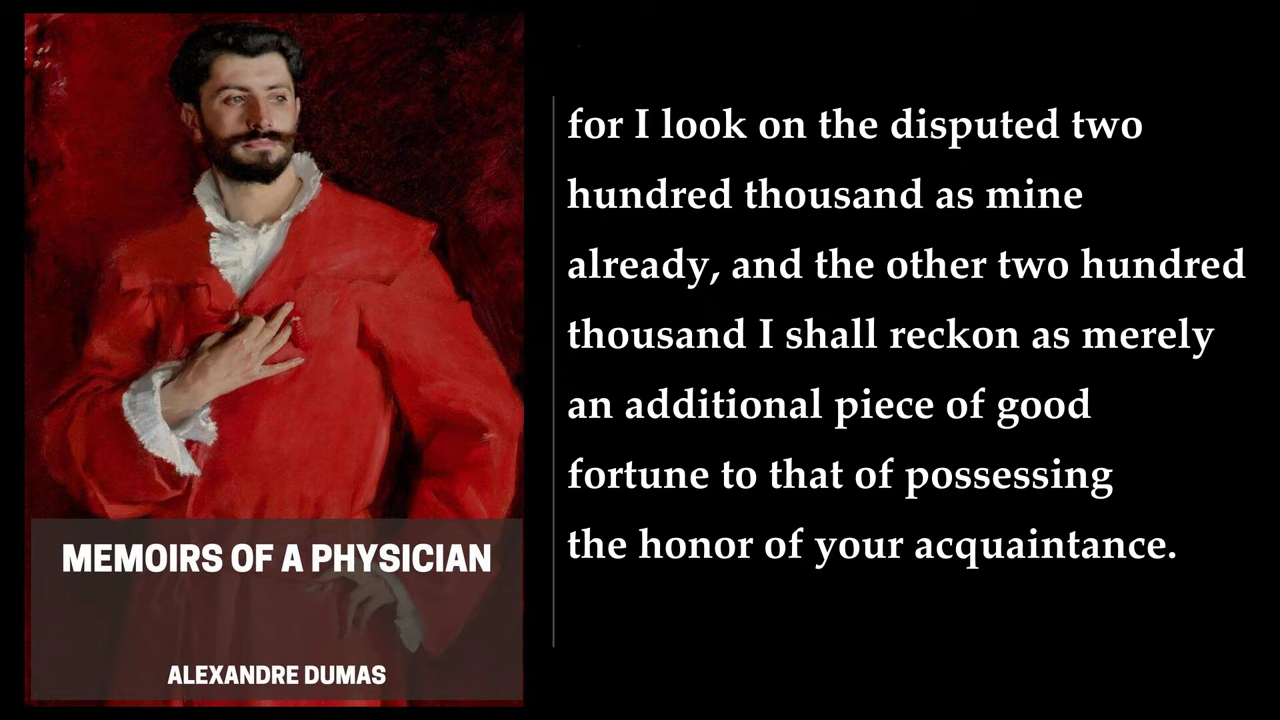 MEMOIRS OF A PHYSICIAN
ALEXANDRE DUMAS
for I look on the disputed two
hundred thousand as mine
already, and the other two hundred
thousand I shall reckon as merely
an additional piece of good
fortune to that of possessing
the honor of your acquaintance.